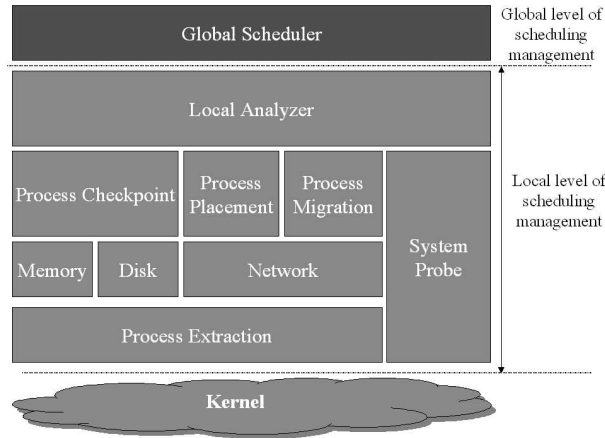 Global Scheduler
Global level of
scheduling
management
Local Analyzer
Process Checkpoint
Process
Placement
Process
Migration
System
Probe
Local level of
scheduling
management
Memory
Disk
Network
Process Extraction
Kernel